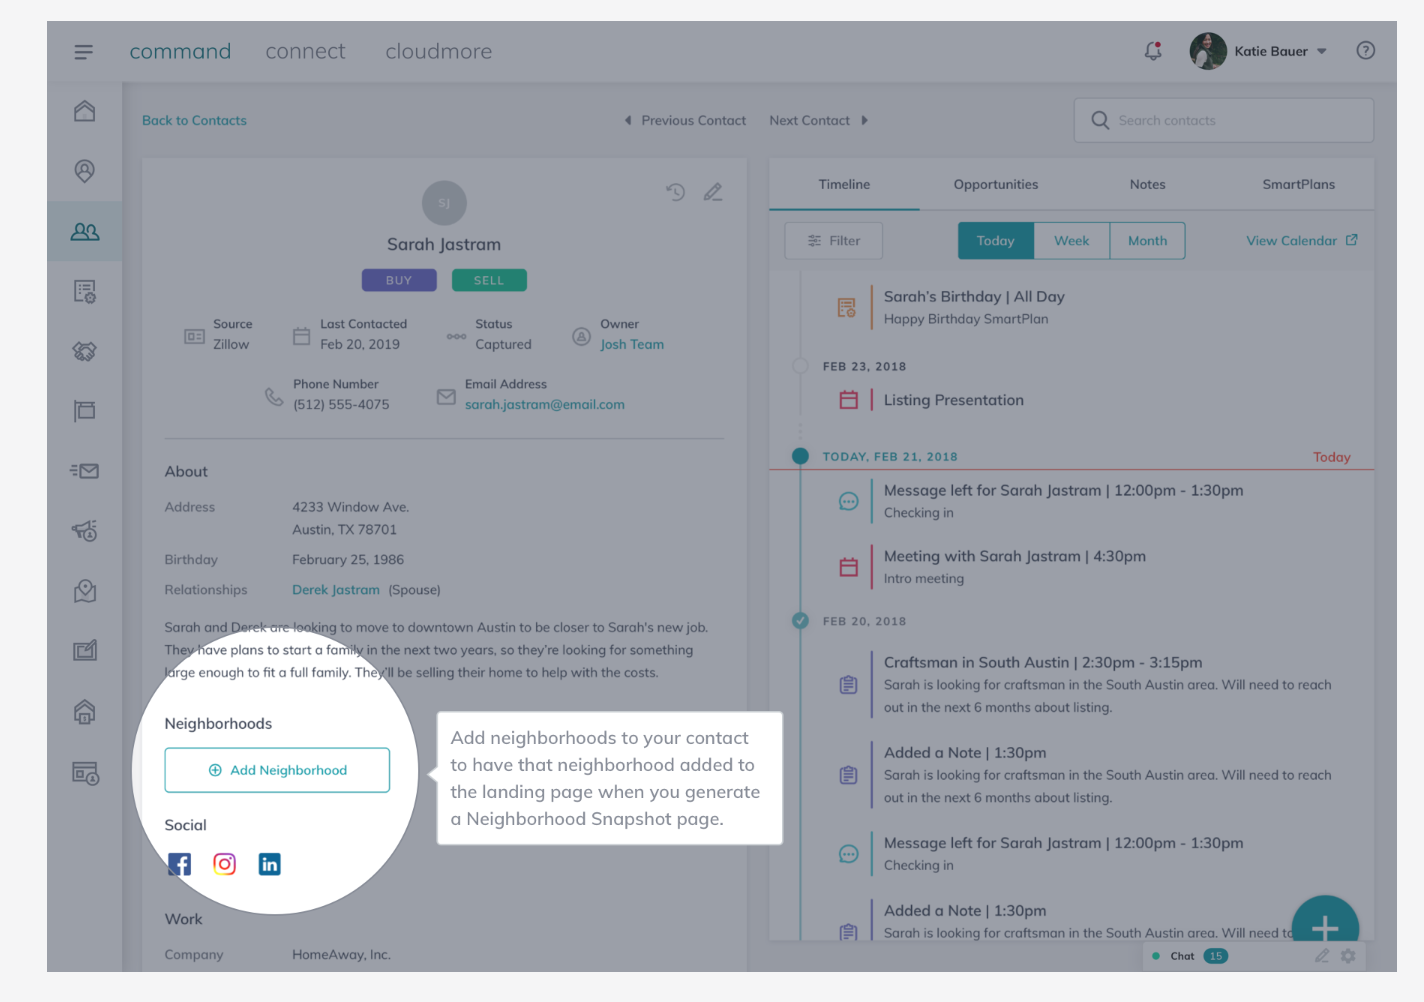 command connect cloudmore
Katie Bauer
?
Back to Contacts
Previous Contact
Next Contact
Search contacts
SJ
Sarah Jastram
BUY SELL
Source
Zillow
Last Contacted
Feb 20, 2019
Status
Captured
Owner
Josh Team
Phone Number
(512) 555-4075
Email Address
sarah.jastram@email.com
About
Address 4233 Window Ave.
Austin, TX 78701
Birthday February 25, 1986
Relationships Derek Jastram (Spouse)
Sarah and Derek are looking to move to downtown Austin to be closer to Sarah's new job.
They have plans to start a family in the next two years, so they're looking for something
large enough to fit a full family. They'll be selling their home to help with the costs.
Neighborhoods
Add Neighborhood
Add neighborhoods to your contact
to have that neighborhood added to
the landing page when you generate
a Neighborhood Snapshot page.
Social
f
in
Work
Company HomeAway, Inc.
Timeline Opportunities Notes SmartPlans
Filter
Today Week Month
View Calendar
Sarah's Birthday | All Day
Happy Birthday SmartPlan
FEB 23, 2018
Listing Presentation
TODAY, FEB 21, 2018
Today
Message left for Sarah Jastram | 12:00pm - 1:30pm
Checking in
Meeting with Sarah Jastram | 4:30pm
Intro meeting
FEB 20, 2018
Craftsman in South Austin | 2:30pm - 3:15pm
Sarah is looking for craftsman in the South Austin area. Will need to reach
out in the next 6 months about listing.
Added a Note | 1:30pm
Sarah is looking for craftsman in the South Austin area. Will need to reach
out in the next 6 months about listing.
Message left for Sarah Jastram | 12:00pm - 1:30pm
Checking in
Added a Note | 1:30pm
Sarah is looking for craftsman in the South Austin area. Will need to
Chat 15